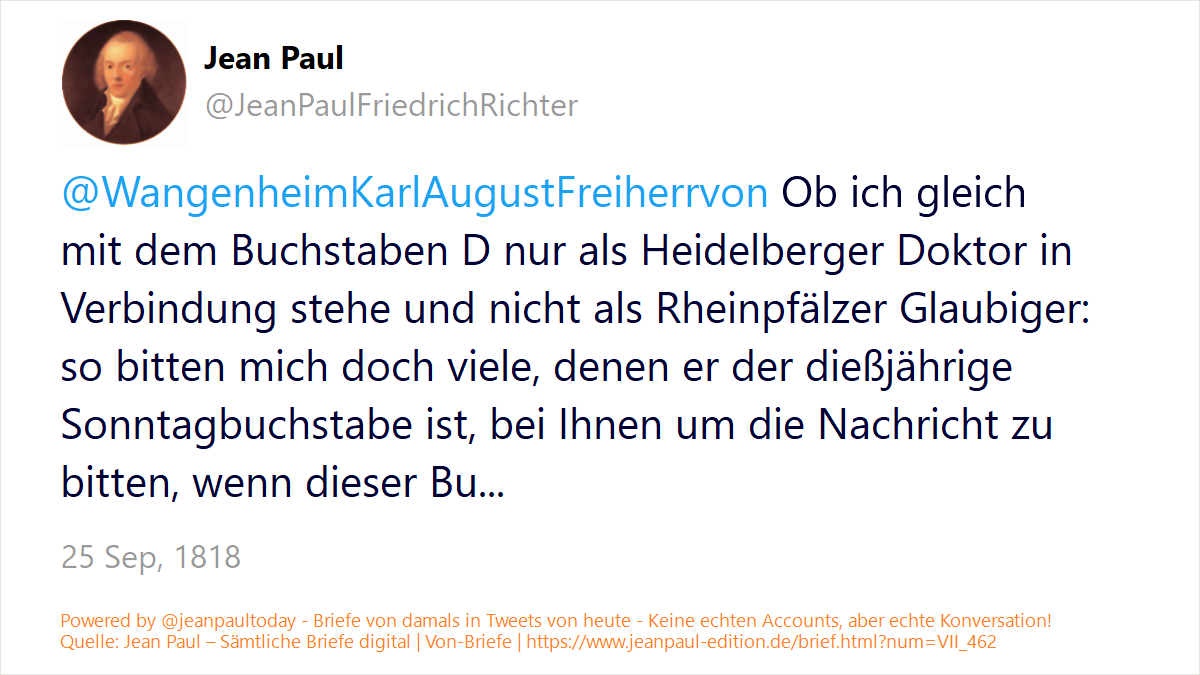 Jean Paul
@JeanPaulFriedrichRichter
@WangenheimKarlAugustFreiherrvon Ob ich gleich
mit dem Buchstaben D nur als Heidelberger Doktor in
Verbindung stehe und nicht als Rheinpfälzer Glaubiger:
so bitten mich doch viele, denen er der dießjährige
Sonntagbuchstabe ist, bei Ihnen um die Nachricht zu
bitten, wenn dieser Bu...
25 Sep, 1818
Powered by @jeanpaultoday - Briefe von damals in Tweets von heute - Keine echten Accounts, aber echte Konversation!
Quelle: Jean Paul – Sämtliche Briefe digital | Von-Briefe | https://www.jeanpaul-edition.de/brief.html?num=VII_462